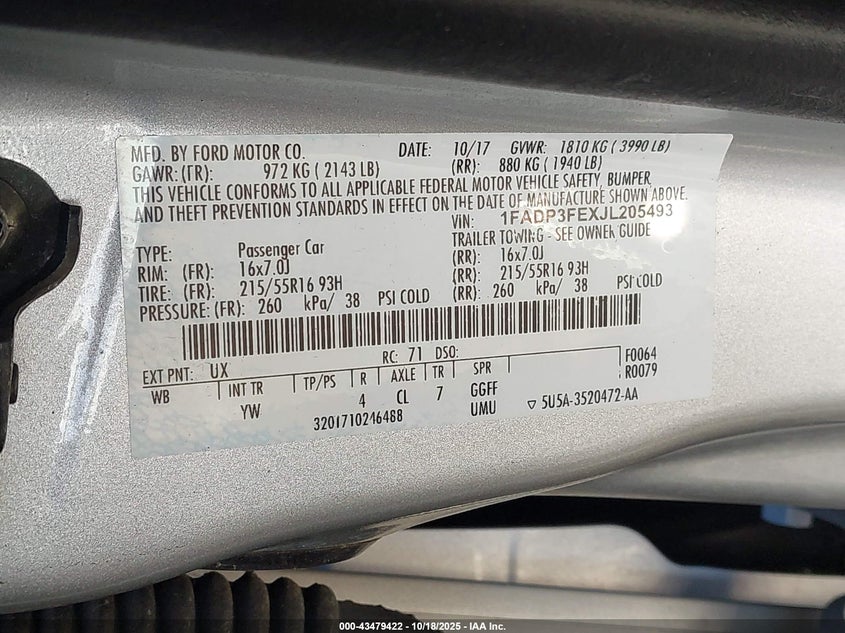 MFD. BY FORD MOTOR CO. DATE: 10/17 GVWR: 1810 KG ( 3990 LB)
GAWR:(FR): 972 KG ( 2143 LB) (RR): 880 KG ( 1940 LB)
THIS VEHICLE CONFORMS TO ALL APPLICABLE FEDERAL MOTOR VEHICLE SAFETY, BUMPER,
AND THEFT PREVENTION STANDARDS IN EFFECT ON THE DATE OF MANUFACTURE SHOWN ABOVE.
VIN: 1FADP3FEXJL205493
TRAILER TOWING - SEE OWNER GUIDE
TYPE: Passenger Car
RIM: (FR): 16x7.0J (RR): 16x7.0J
TIRE: (FR): 215/55R16 93H (RR): 215/55R16 93H
PRESSURE: (FR): 260 kPa/ 38 PSI COLD (RR): 260 kPa/ 38 PSI COLD
EXT PNT: UX RC: 71 DSO: F0064
WB INT TR TP/PS R AXLE TR SPR R0079
YW 4 CL 7 GGFF
3201710246488 UMU ▽ 5U5A-3520472-AA
000-43479422 - 10/18/2025 - IAA Inc.